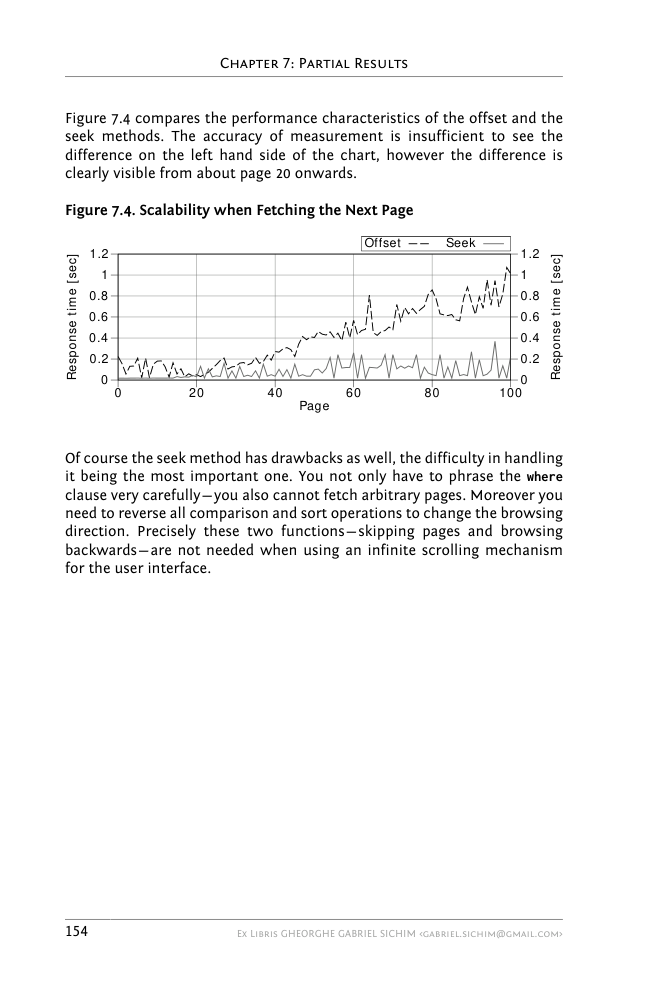 Chapter 7: Partial Results
Figure 7.4 compares the performance characteristics of the offset and the
seek methods. The accuracy of measurement is insufficient to see the
difference on the left hand side of the chart, however the difference is
clearly visible from about page 20 onwards.
Figure 7.4. Scalability when Fetching the Next Page
Offset Seek
Response time [sec]
1.2
1
0.8
0.6
0.4
0.2
0
1.2
1
0.8
0.6
0.4
0.2
0
Response time [sec]
0 20 40 60 80 100
Page
Of course the seek method has drawbacks as well, the difficulty in handling
it being the most important one. You not only have to phrase the where
clause very carefully—you also cannot fetch arbitrary pages. Moreover you
need to reverse all comparison and sort operations to change the browsing
direction. Precisely these two functions—skipping pages and browsing
backwards—are not needed when using an infinite scrolling mechanism
for the user interface.
154
Ex Libris GHEORGHE GABRIEL SICHIM <gabriel.sichim@gmail.com>